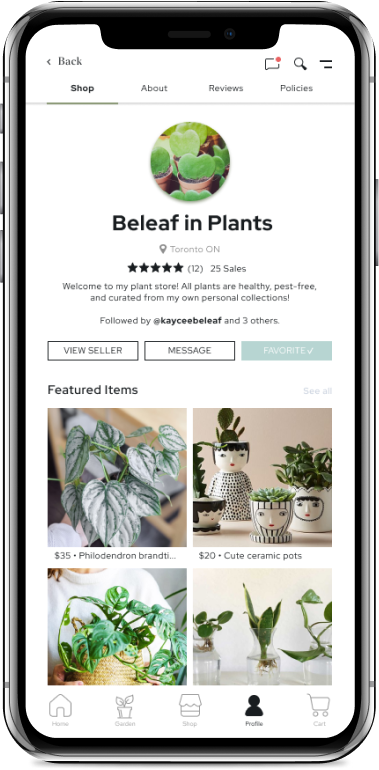 Back
Shop About Reviews Policies
Beleaf in Plants
Toronto ON
(12) 25 Sales
Welcome to my plant store! All plants are healthy, pest-free,
and curated from my own personal collections!
Followed by @kayceebeleaf and 3 others.
VIEW SELLER MESSAGE FAVORITE ✓
Featured Items See all
$35 • Philodendron brandti... $20 • Cute ceramic pots
Home Garden Shop Profile Cart